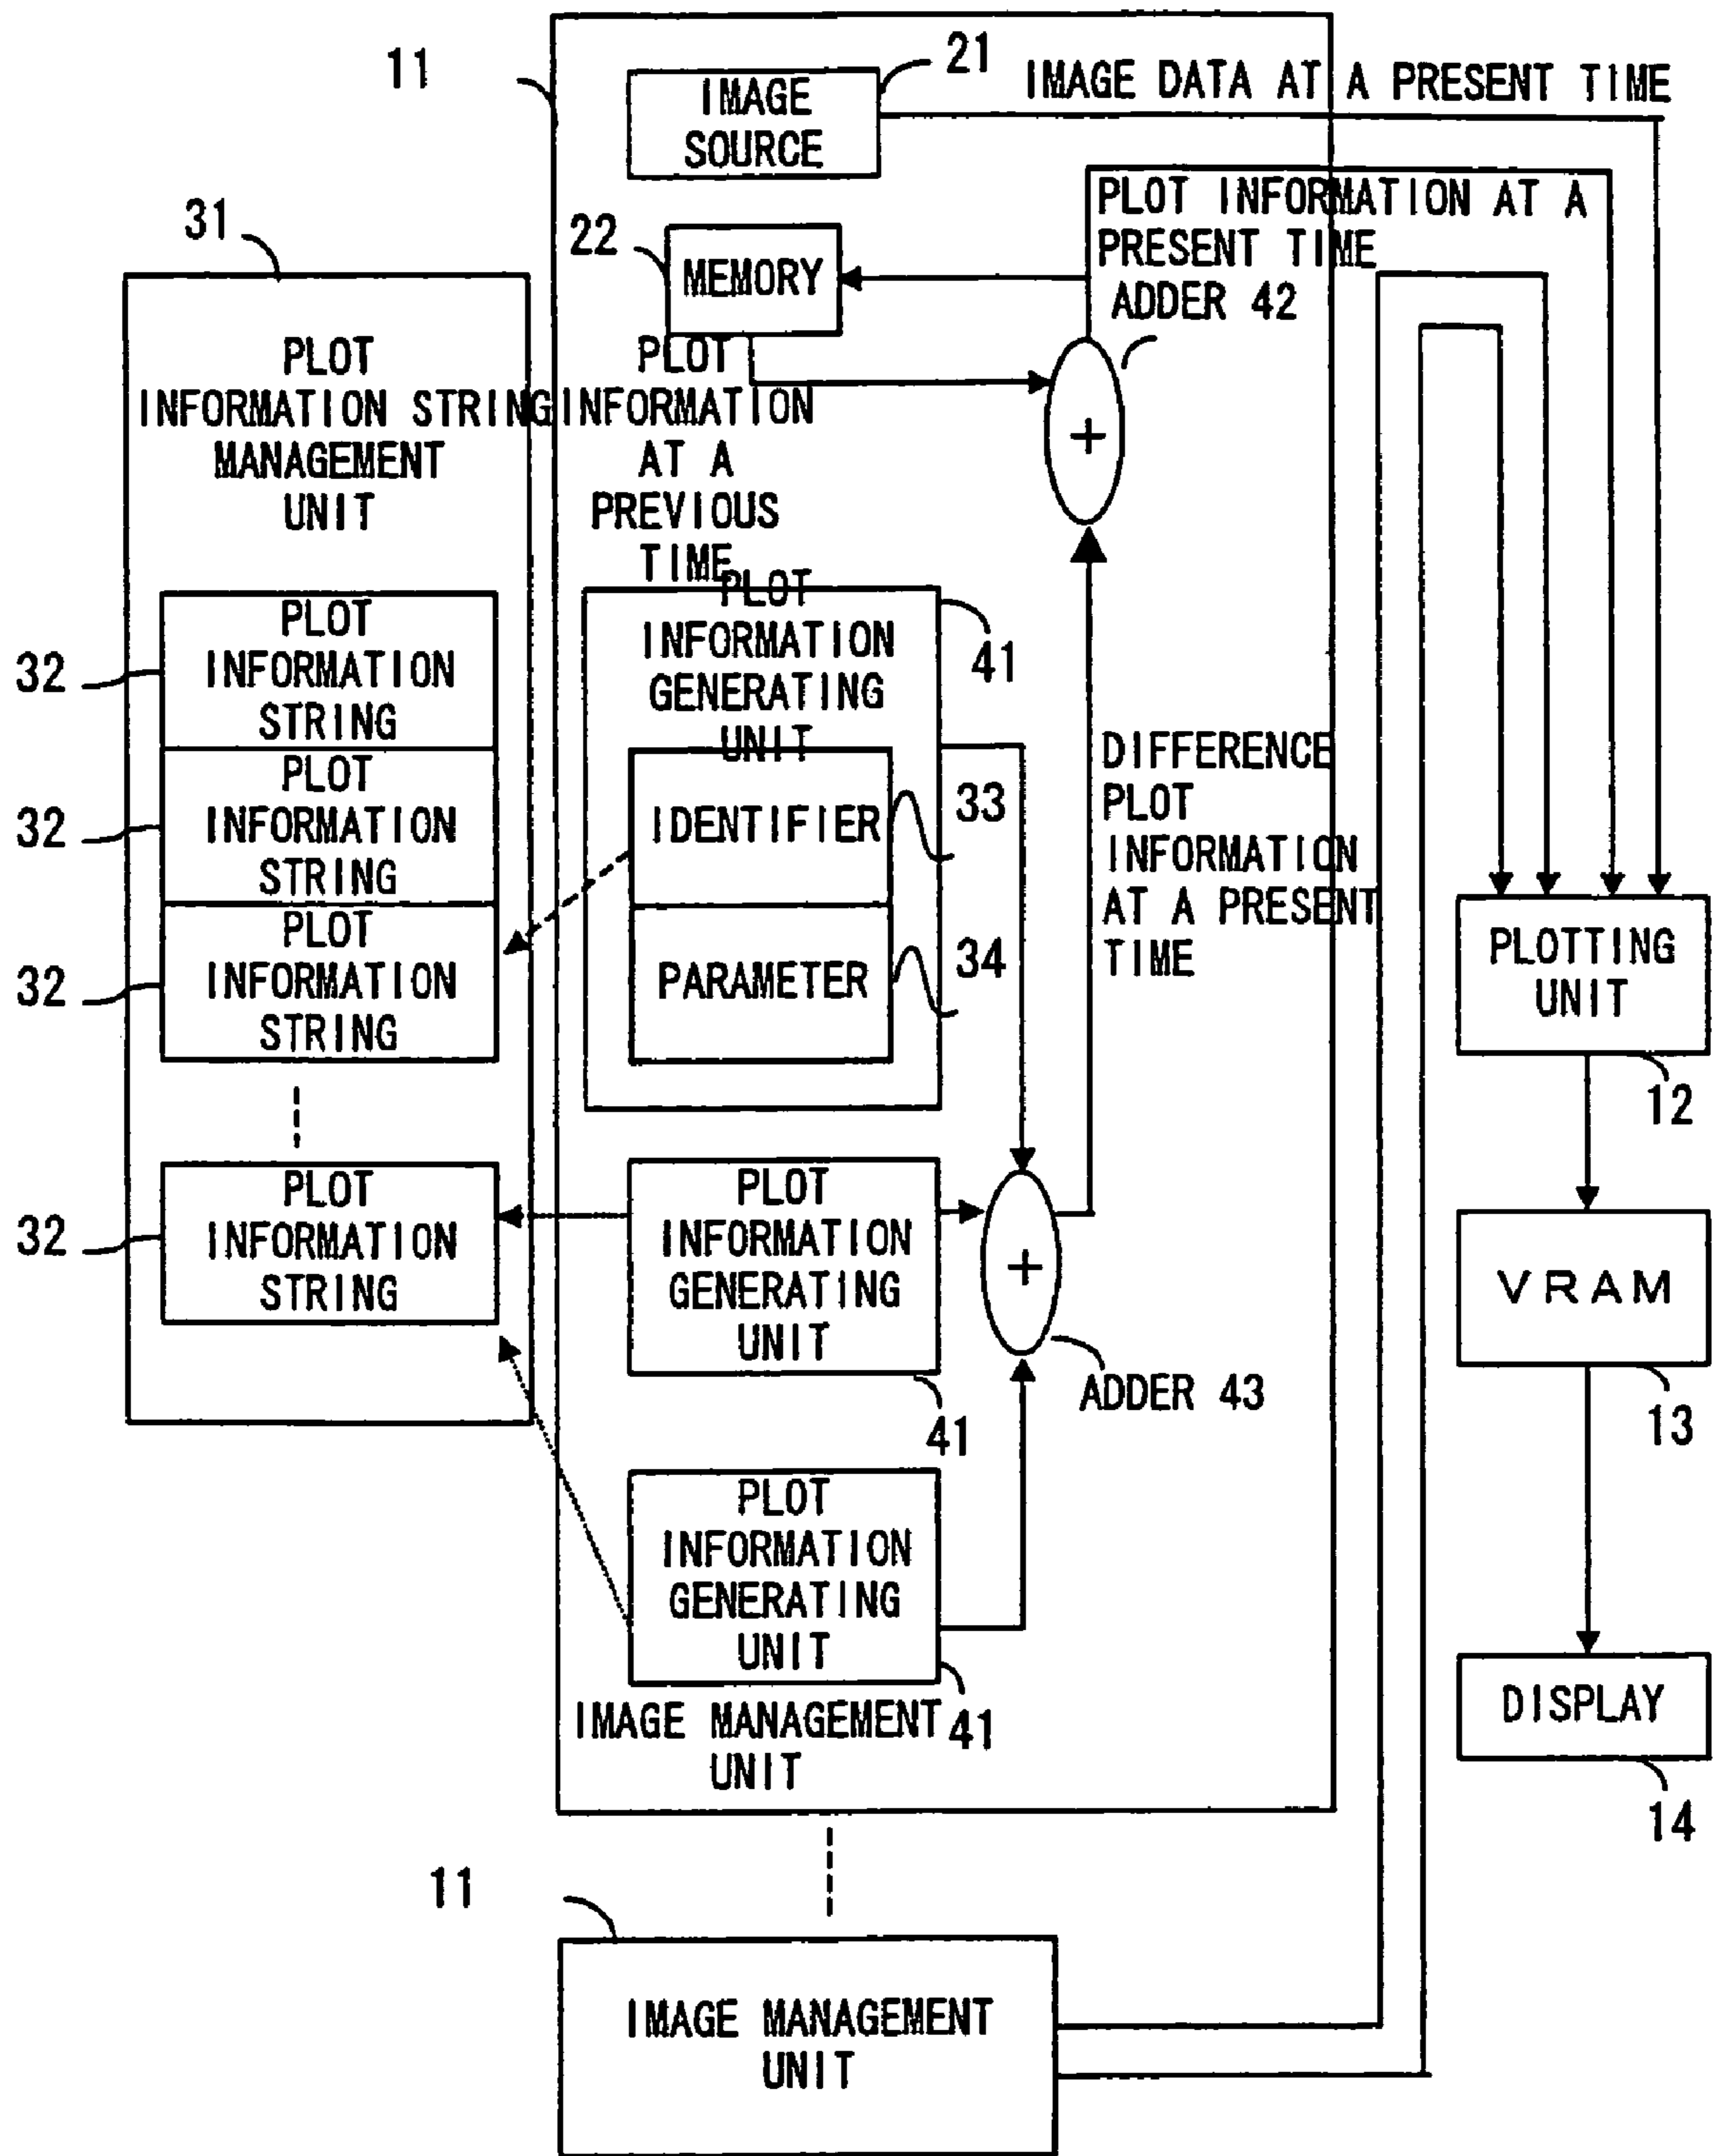 11
IMAGE
SOURCE
21
IMAGE DATA AT A PRESENT TIME
31
PLOT
INFORMATION STRING
MANAGEMENT
UNIT
22
MEMORY
PLOT INFORMATION AT A
PRESENT TIME
ADDER 42
+
PLOT
INFORMATION
AT A
PREVIOUS
TIME
32
PLOT
INFORMATION
STRING
32
PLOT
INFORMATION
STRING
32
PLOT
INFORMATION
STRING
32
PLOT
INFORMATION
STRING
PLOT
INFORMATION
GENERATING
UNIT
41
IDENTIFIER
33
PARAMETER
34
DIFFERENCE
PLOT
INFORMATION
AT A PRESENT
TIME
PLOT
INFORMATION
GENERATING
UNIT
41
+
ADDER 43
PLOT
INFORMATION
GENERATING
UNIT
41
IMAGE MANAGEMENT
UNIT
PLOTTING
UNIT
12
VRAM
13
DISPLAY
14
11
IMAGE MANAGEMENT
UNIT